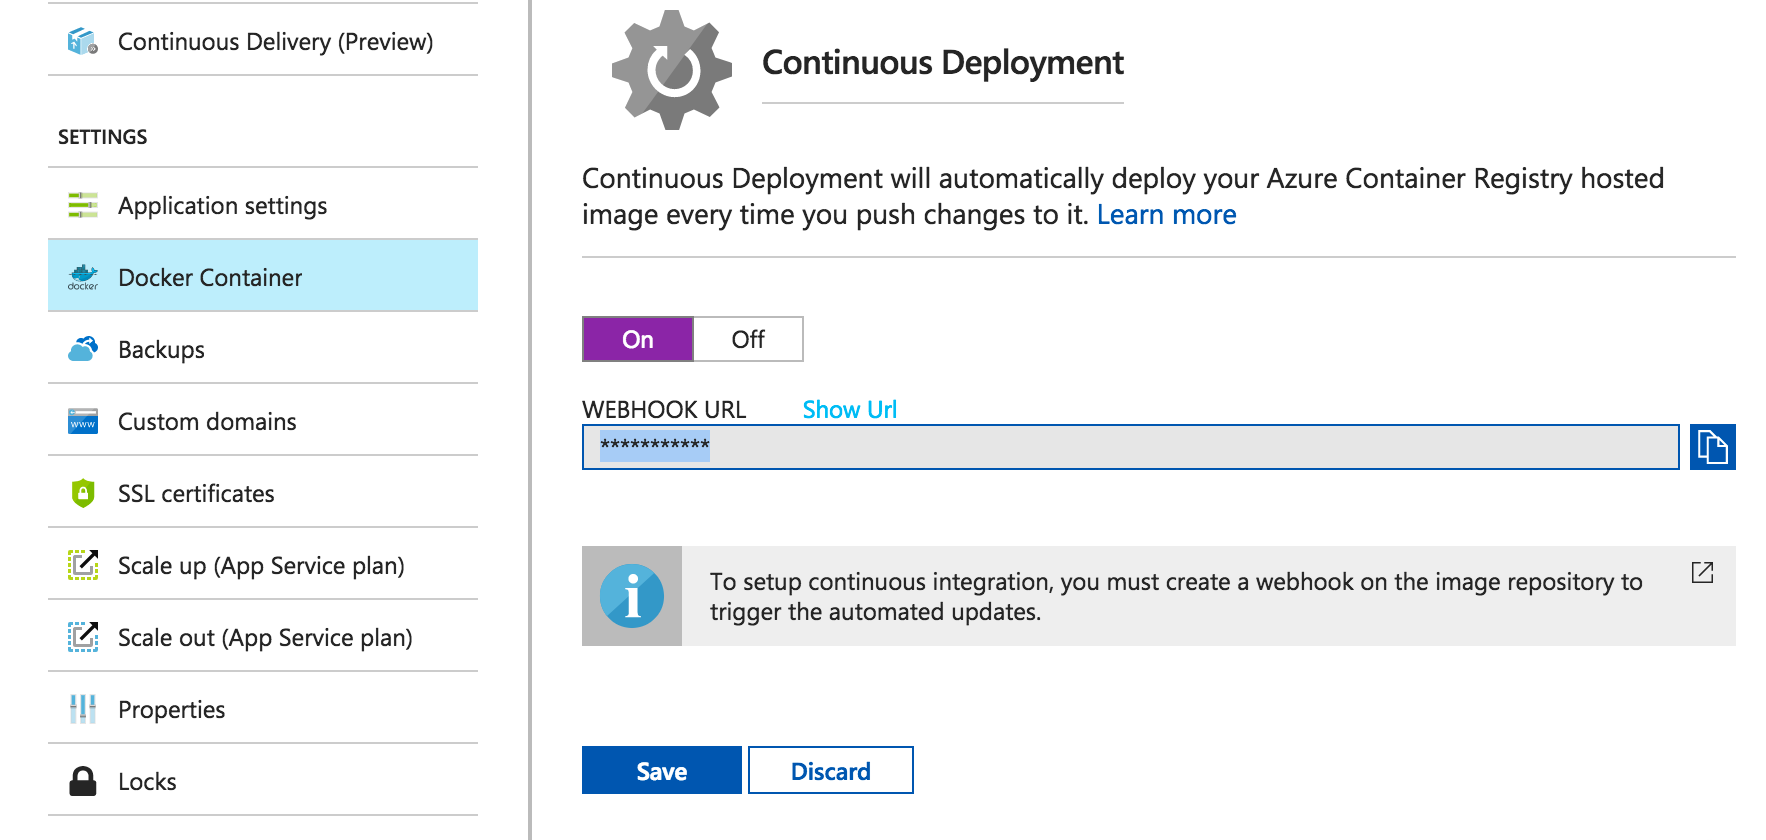 Continuous Delivery (Preview)
SETTINGS
Application settings
docker
Docker Container
Backups
www
Custom domains
SSL certificates
Scale up (App Service plan)
Scale out (App Service plan)
Properties
Locks
Continuous Deployment
Continuous Deployment will automatically deploy your Azure Container Registry hosted
image every time you push changes to it. Learn more
On Off
WEBHOOK URL Show Url
***********
i
To setup continuous integration, you must create a webhook on the image repository to
trigger the automated updates.
Save Discard